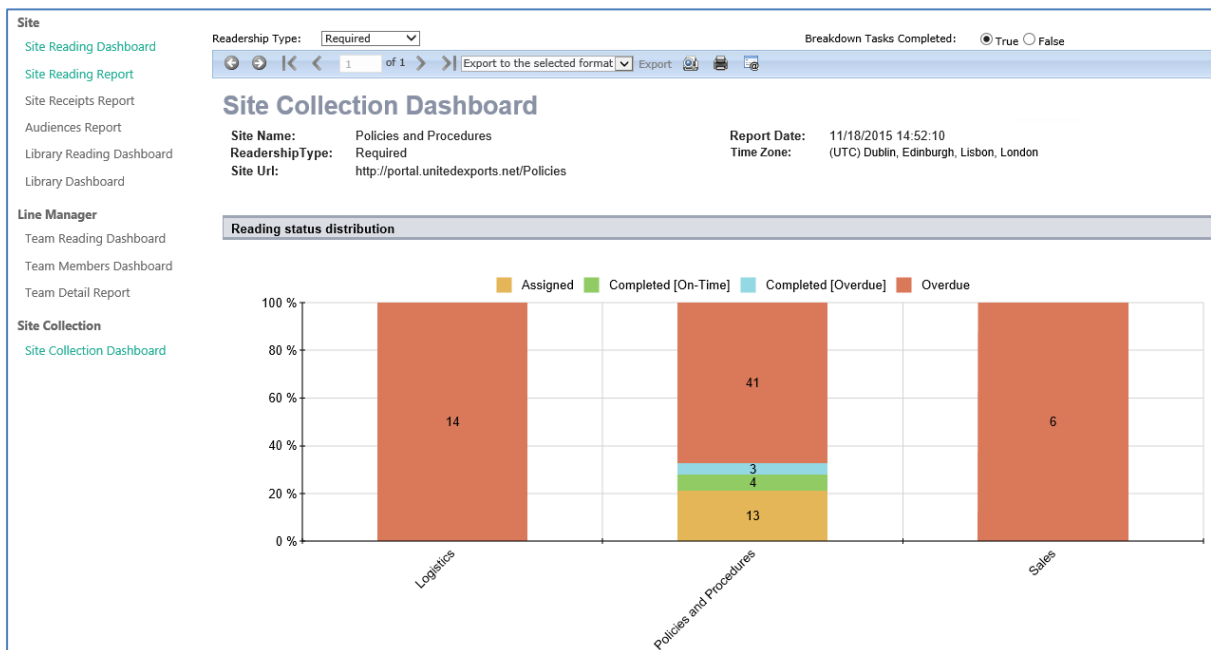 Site
Site Reading Dashboard
Site Reading Report
Site Receipts Report
Audiences Report
Library Reading Dashboard
Library Dashboard
Line Manager
Team Reading Dashboard
Team Members Dashboard
Team Detail Report
Site Collection
Site Collection Dashboard
Readership Type: Required Breakdown Tasks Completed: True False
1 of 1 Export to the selected format Export
Site Collection Dashboard
Site Name: Policies and Procedures Report Date: 11/18/2015 14:52:10
ReadershipType: Required Time Zone: (UTC) Dublin, Edinburgh, Lisbon, London
Site Url: http://portal.unitedexports.net/Policies
Reading status distribution
Assigned Completed [On-Time] Completed [Overdue] Overdue
100 %
80 %
41
60 %
14 6
40 %
3
4
20 %
13
0 %
Logistics Policies and Procedures Sales